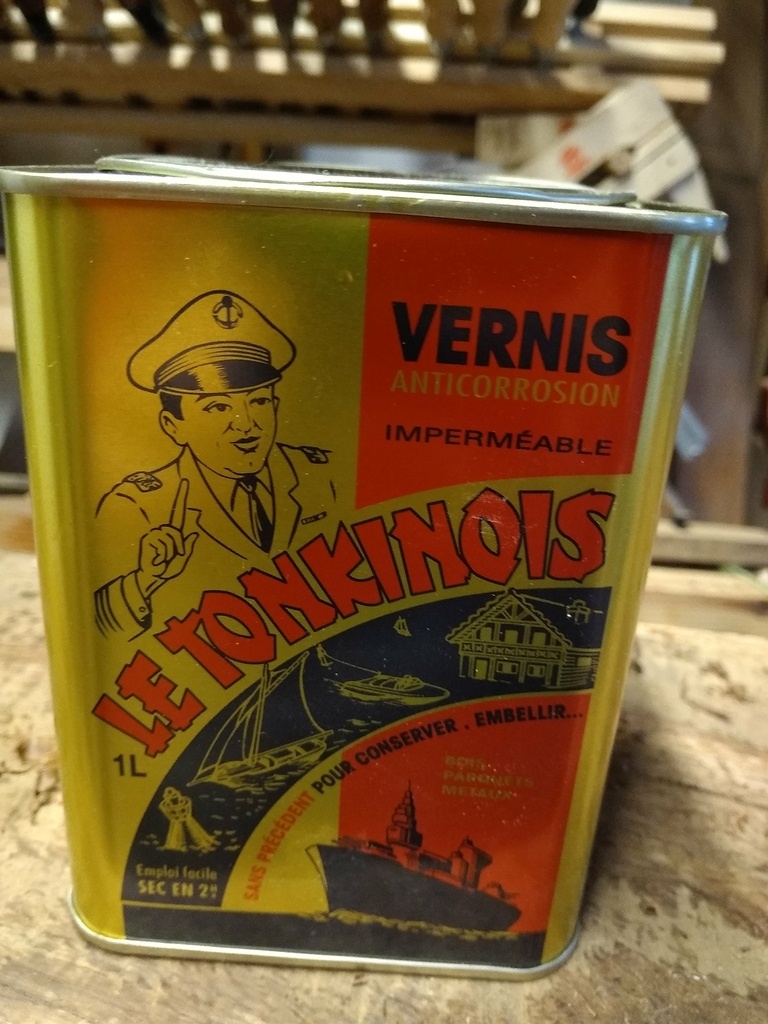 VERNIS
ANTICORROSION
IMPERMÉABLE
LE TONKINOIS
1L
SANS PRÉCÉDENT POUR CONSERVER . EMBELLIR...
BOIS
PARQUETS
METAUX
Emploi facile
SEC EN 2H